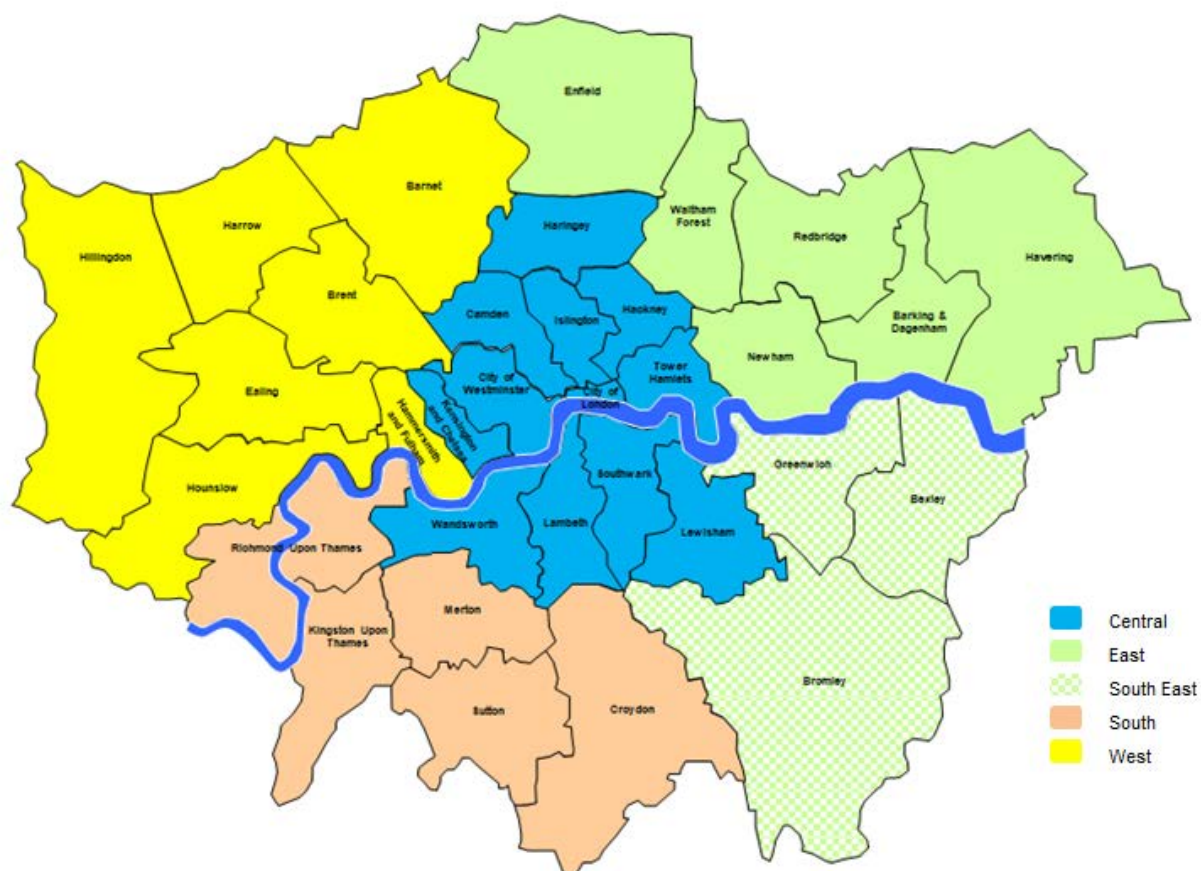 Enfield
Barnet
Haringey
Waltham
Forest
Harrow
Redbridge
Hillingdon
Havering
Brent
Hackney
Camden
Islington
Barking &
Dagenham
Newham
Tower
Hamlets
City of
Westminster
Ealing
City of
London
Hammersmith
and Fulham
Kensington
and Chelsea
Greenwich
Southwark
Hounslow
Bexley
Wandsworth
Lambeth
Lewisham
Richmond Upon Thames
Merton
Kingston Upon
Thames
Bromley
Sutton
Croydon
Central
East
South East
South
West